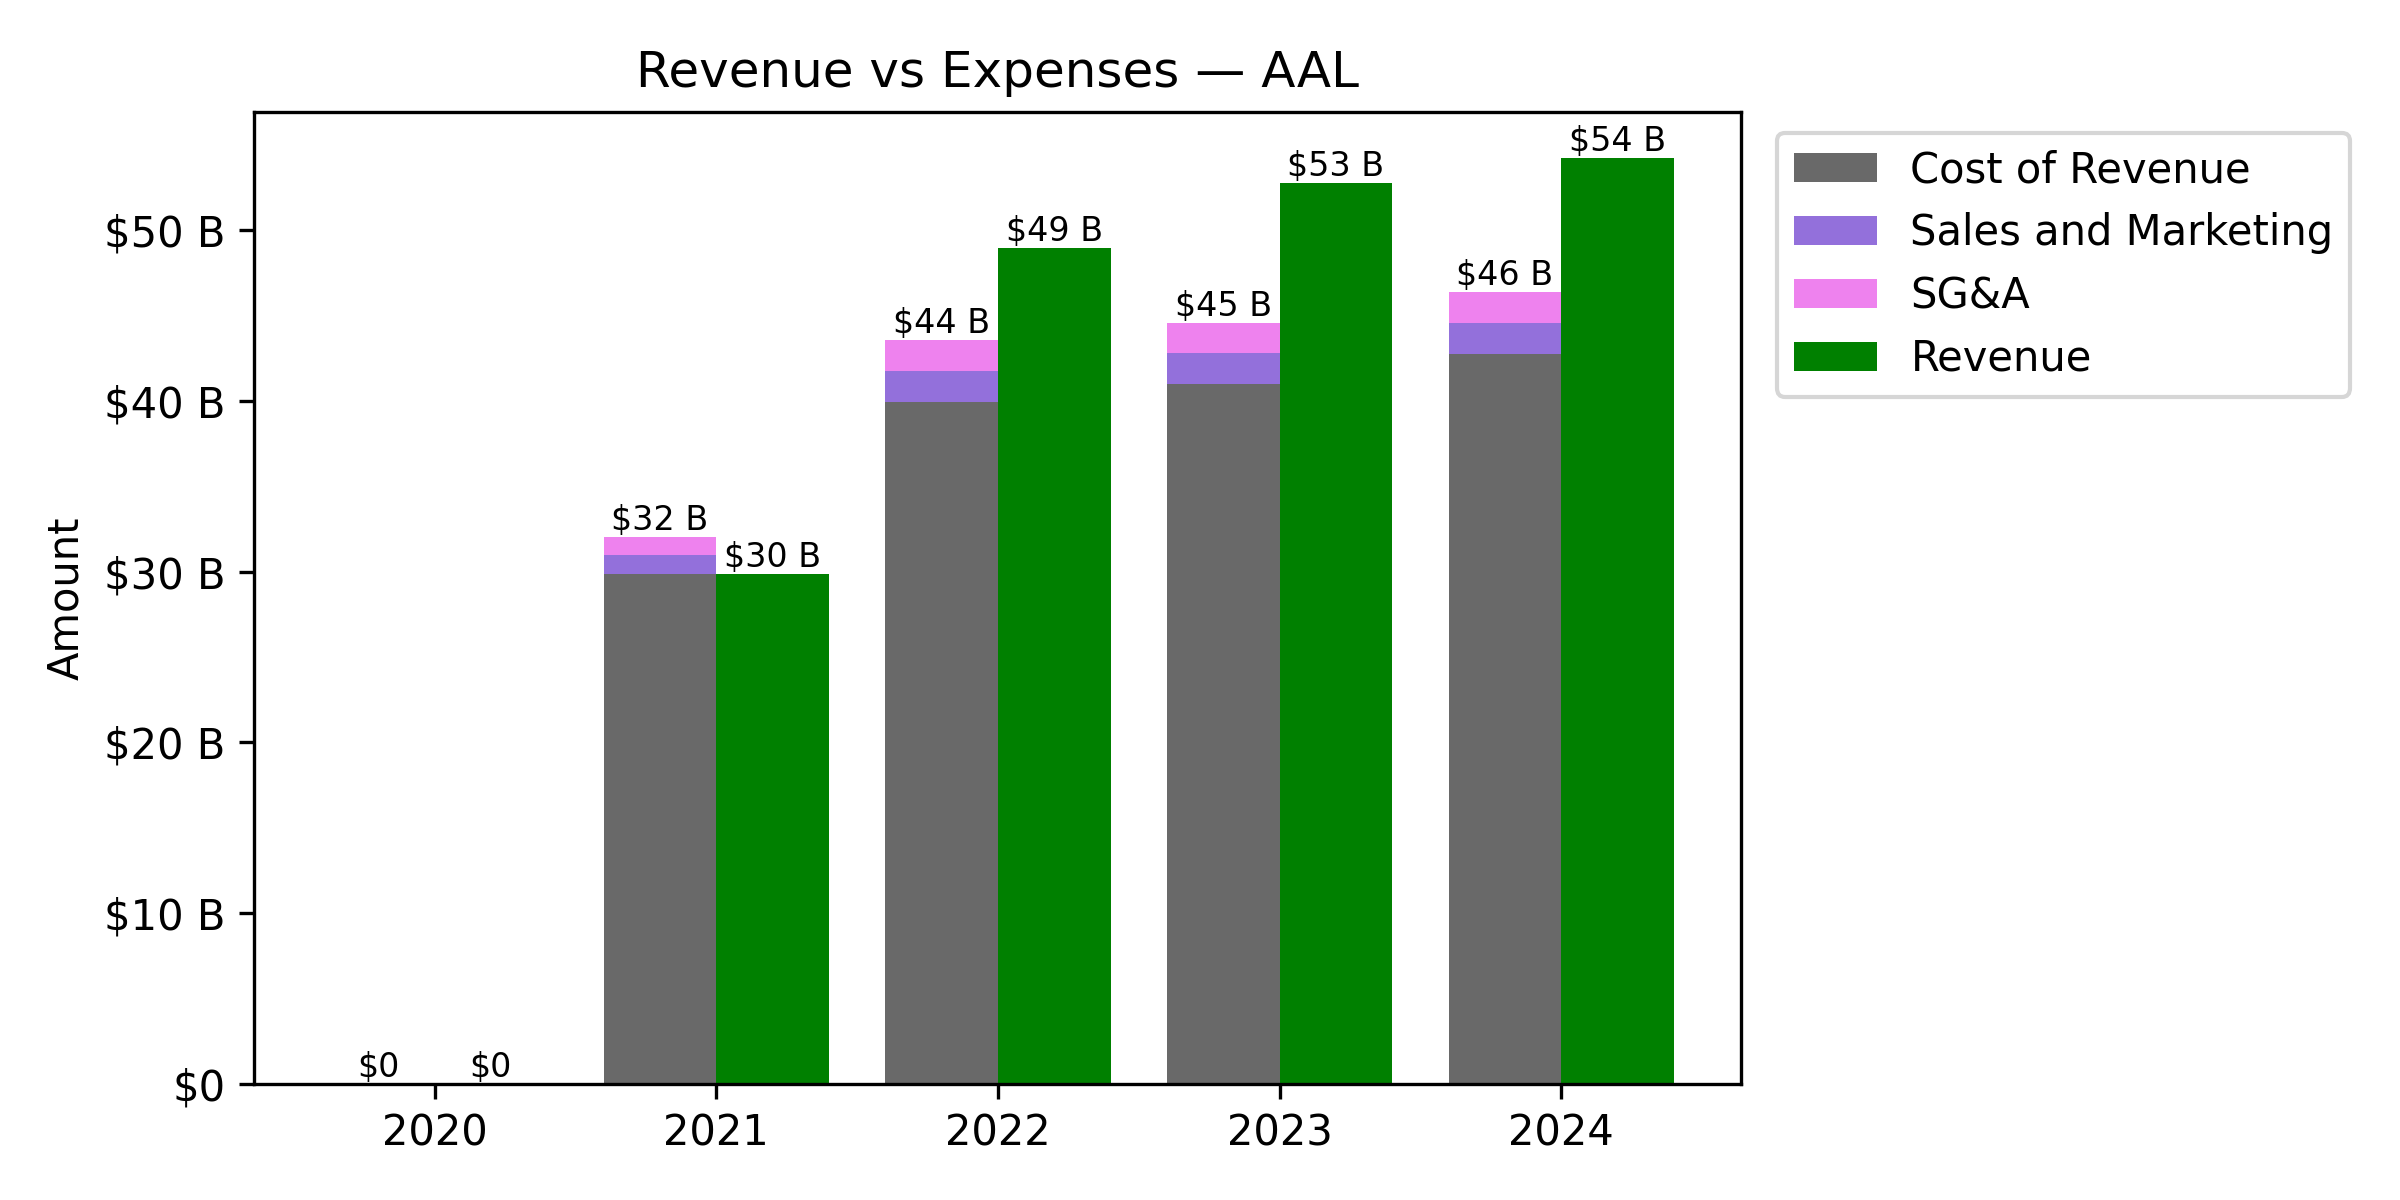 Revenue vs Expenses — AAL
Amount
$50 B
$40 B
$30 B
$20 B
$10 B
$0
$0
$0
$32 B
$30 B
$44 B
$49 B
$45 B
$53 B
$46 B
$54 B
2020
2021
2022
2023
2024
Cost of Revenue
Sales and Marketing
SG&A
Revenue